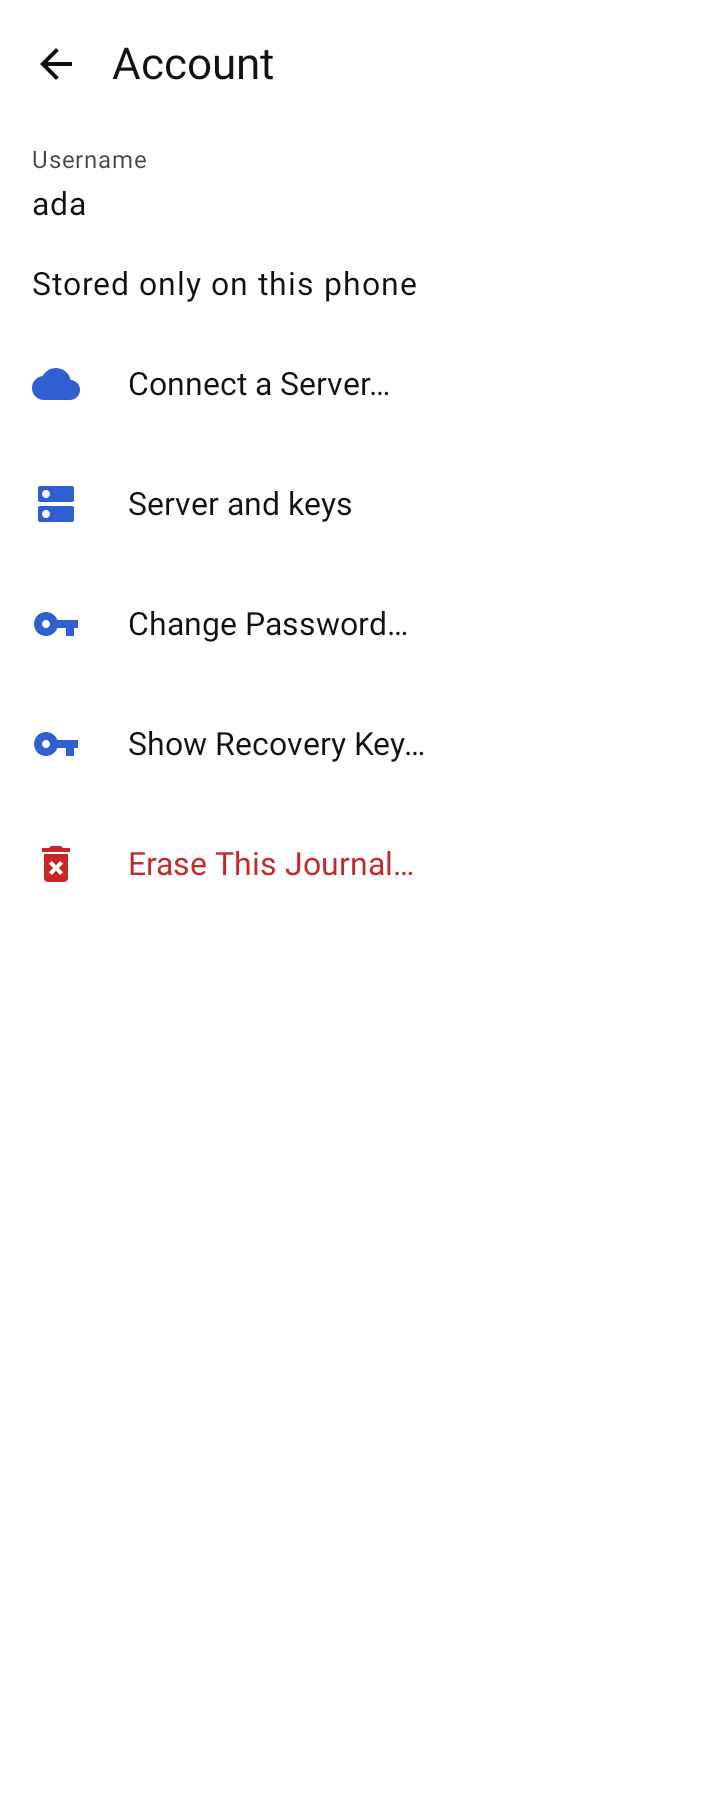 Account
Username
ada
Stored only on this phone
Connect a Server…
Server and keys
Change Password…
Show Recovery Key…
Erase This Journal…